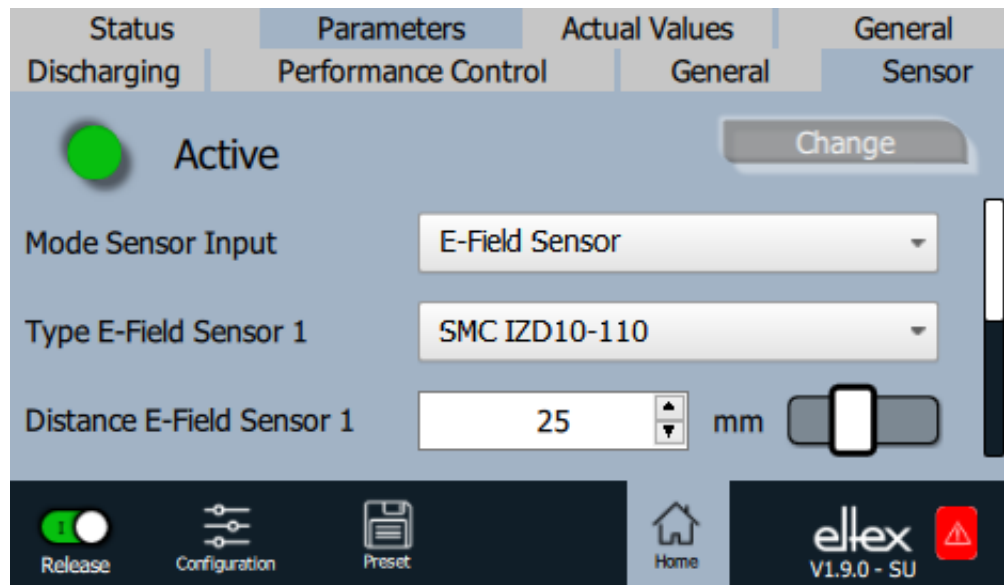 Status Parameters Actual Values General
Discharging Performance Control General Sensor
Active Change
Mode Sensor Input E-Field Sensor
Type E-Field Sensor 1 SMC IZD10-110
Distance E-Field Sensor 1 25 mm
I
Release Configuration Preset Home eltex
V1.9.0 - SU